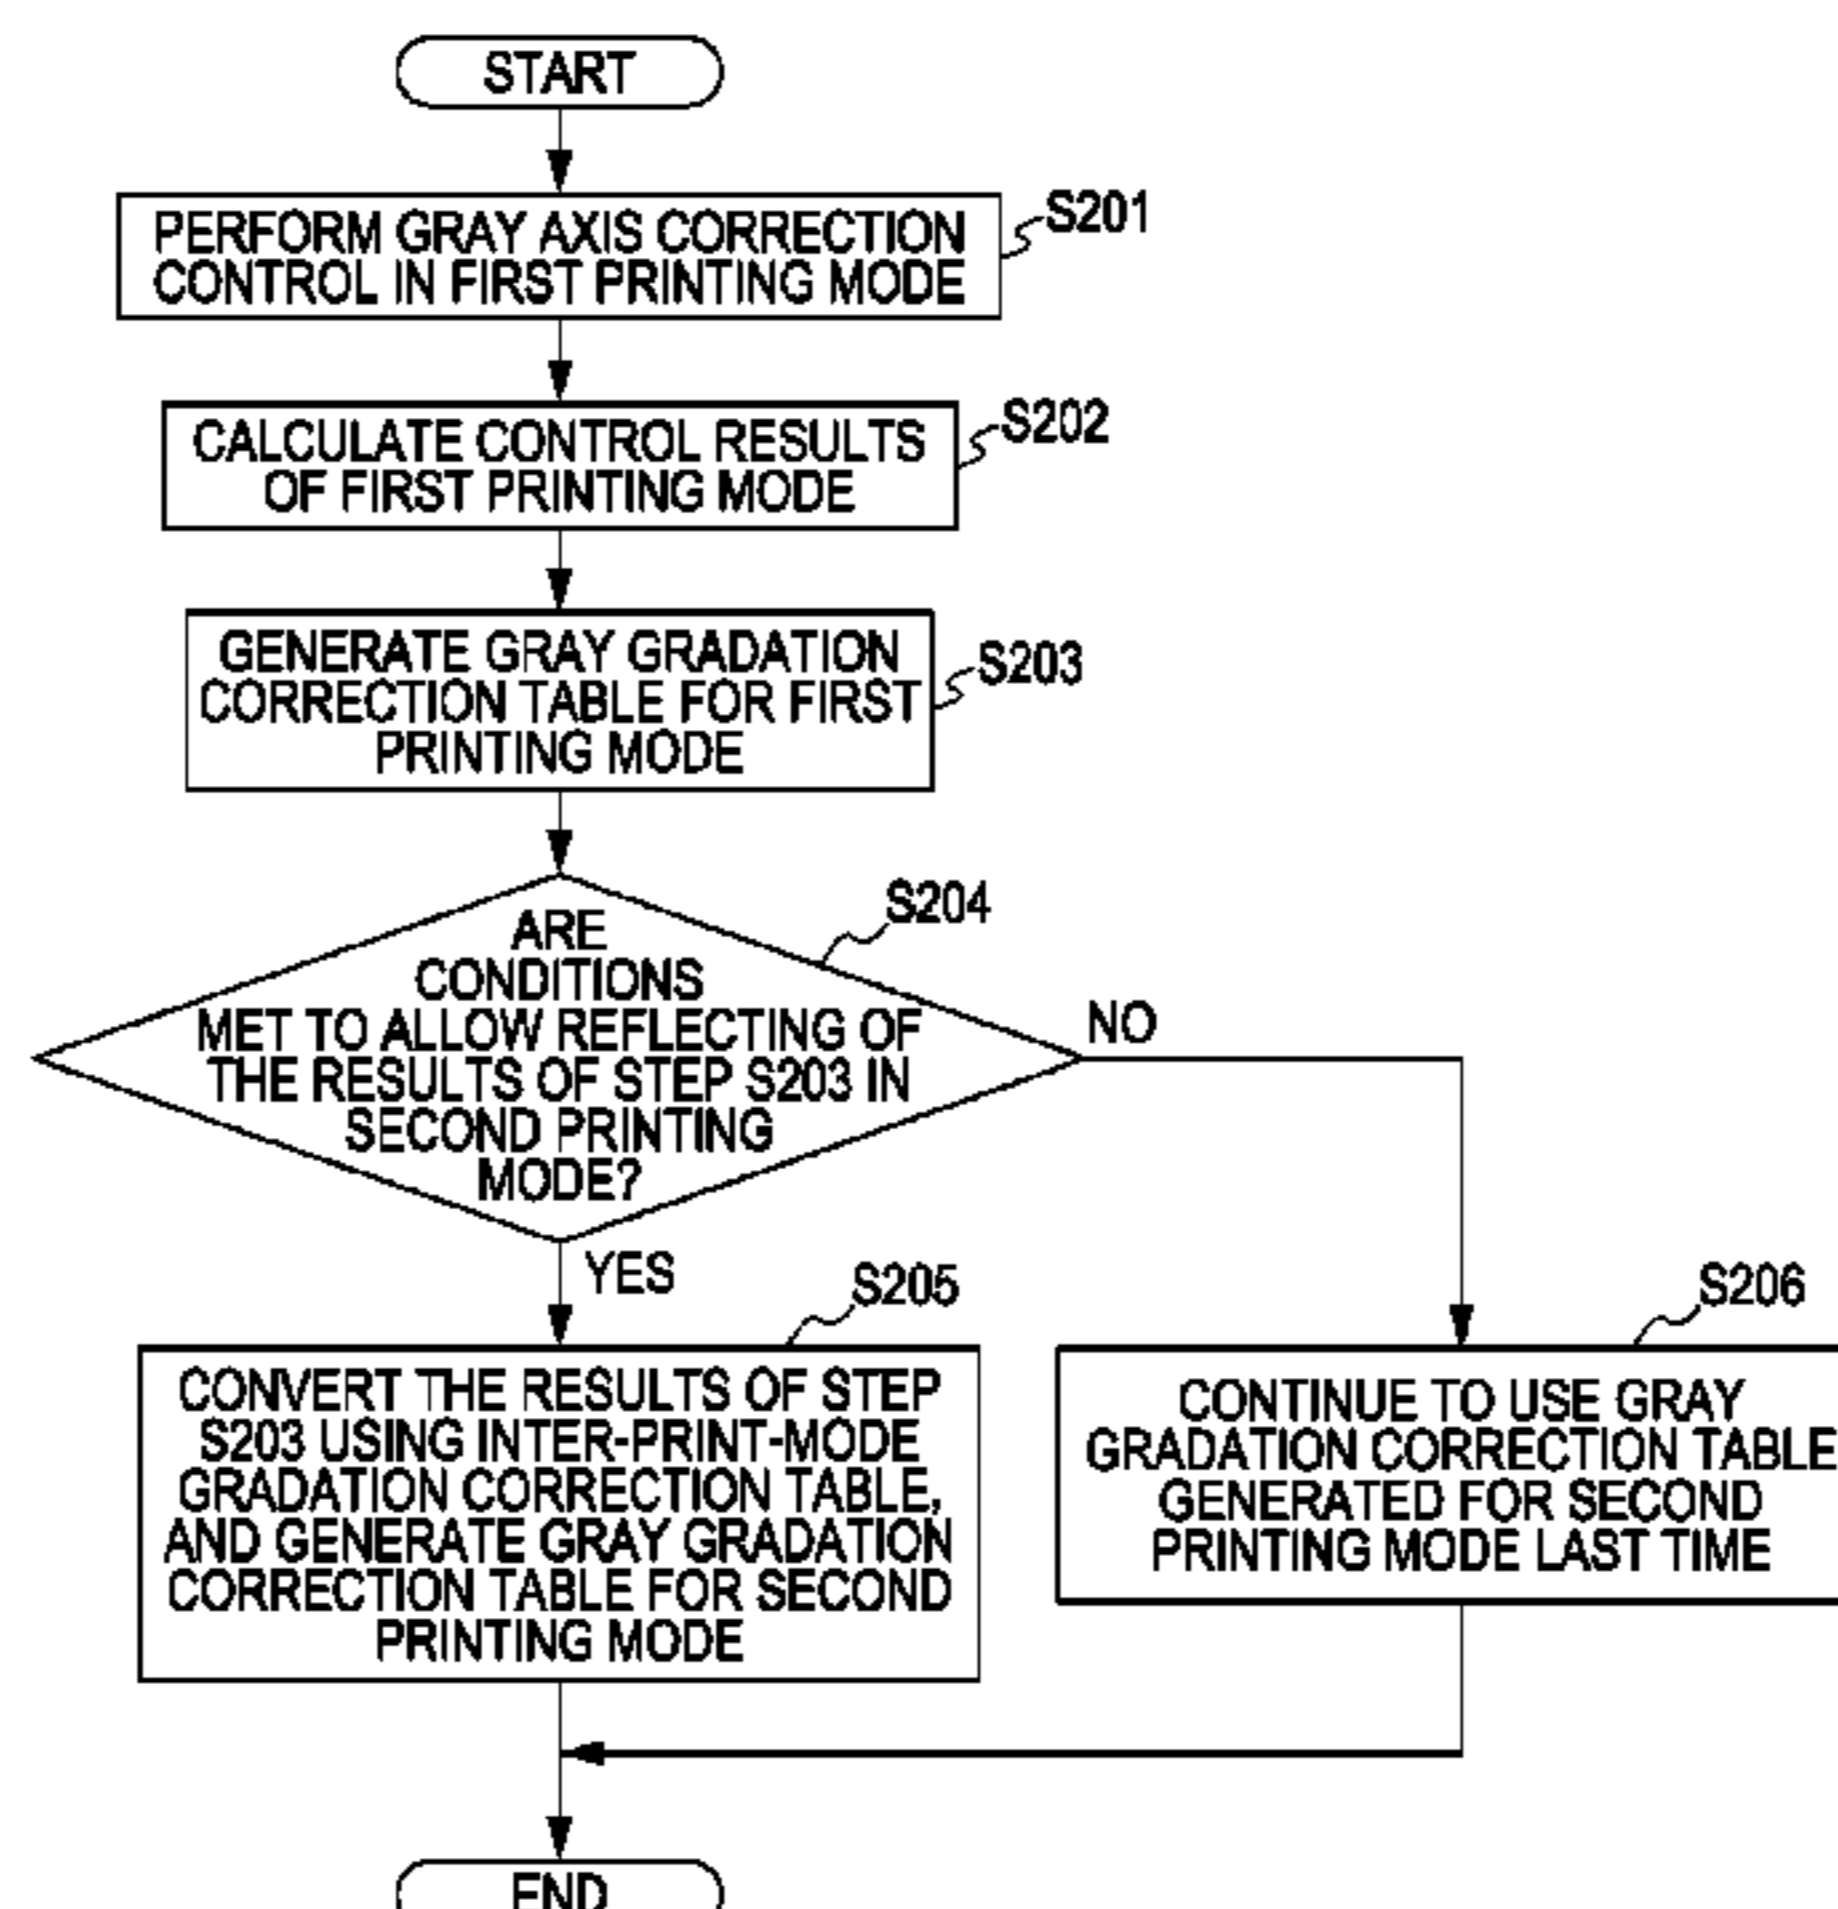 START
PERFORM GRAY AXIS CORRECTION
CONTROL IN FIRST PRINTING MODE
S201
CALCULATE CONTROL RESULTS
OF FIRST PRINTING MODE
S202
GENERATE GRAY GRADATION
CORRECTION TABLE FOR FIRST
PRINTING MODE
S203
ARE
CONDITIONS
MET TO ALLOW REFLECTING OF
THE RESULTS OF STEP S203 IN
SECOND PRINTING
MODE?
S204
NO
YES
S205
CONVERT THE RESULTS OF STEP
S203 USING INTER-PRINT-MODE
GRADATION CORRECTION TABLE,
AND GENERATE GRAY GRADATION
CORRECTION TABLE FOR SECOND
PRINTING MODE
S206
CONTINUE TO USE GRAY
GRADATION CORRECTION TABLE
GENERATED FOR SECOND
PRINTING MODE LAST TIME
END